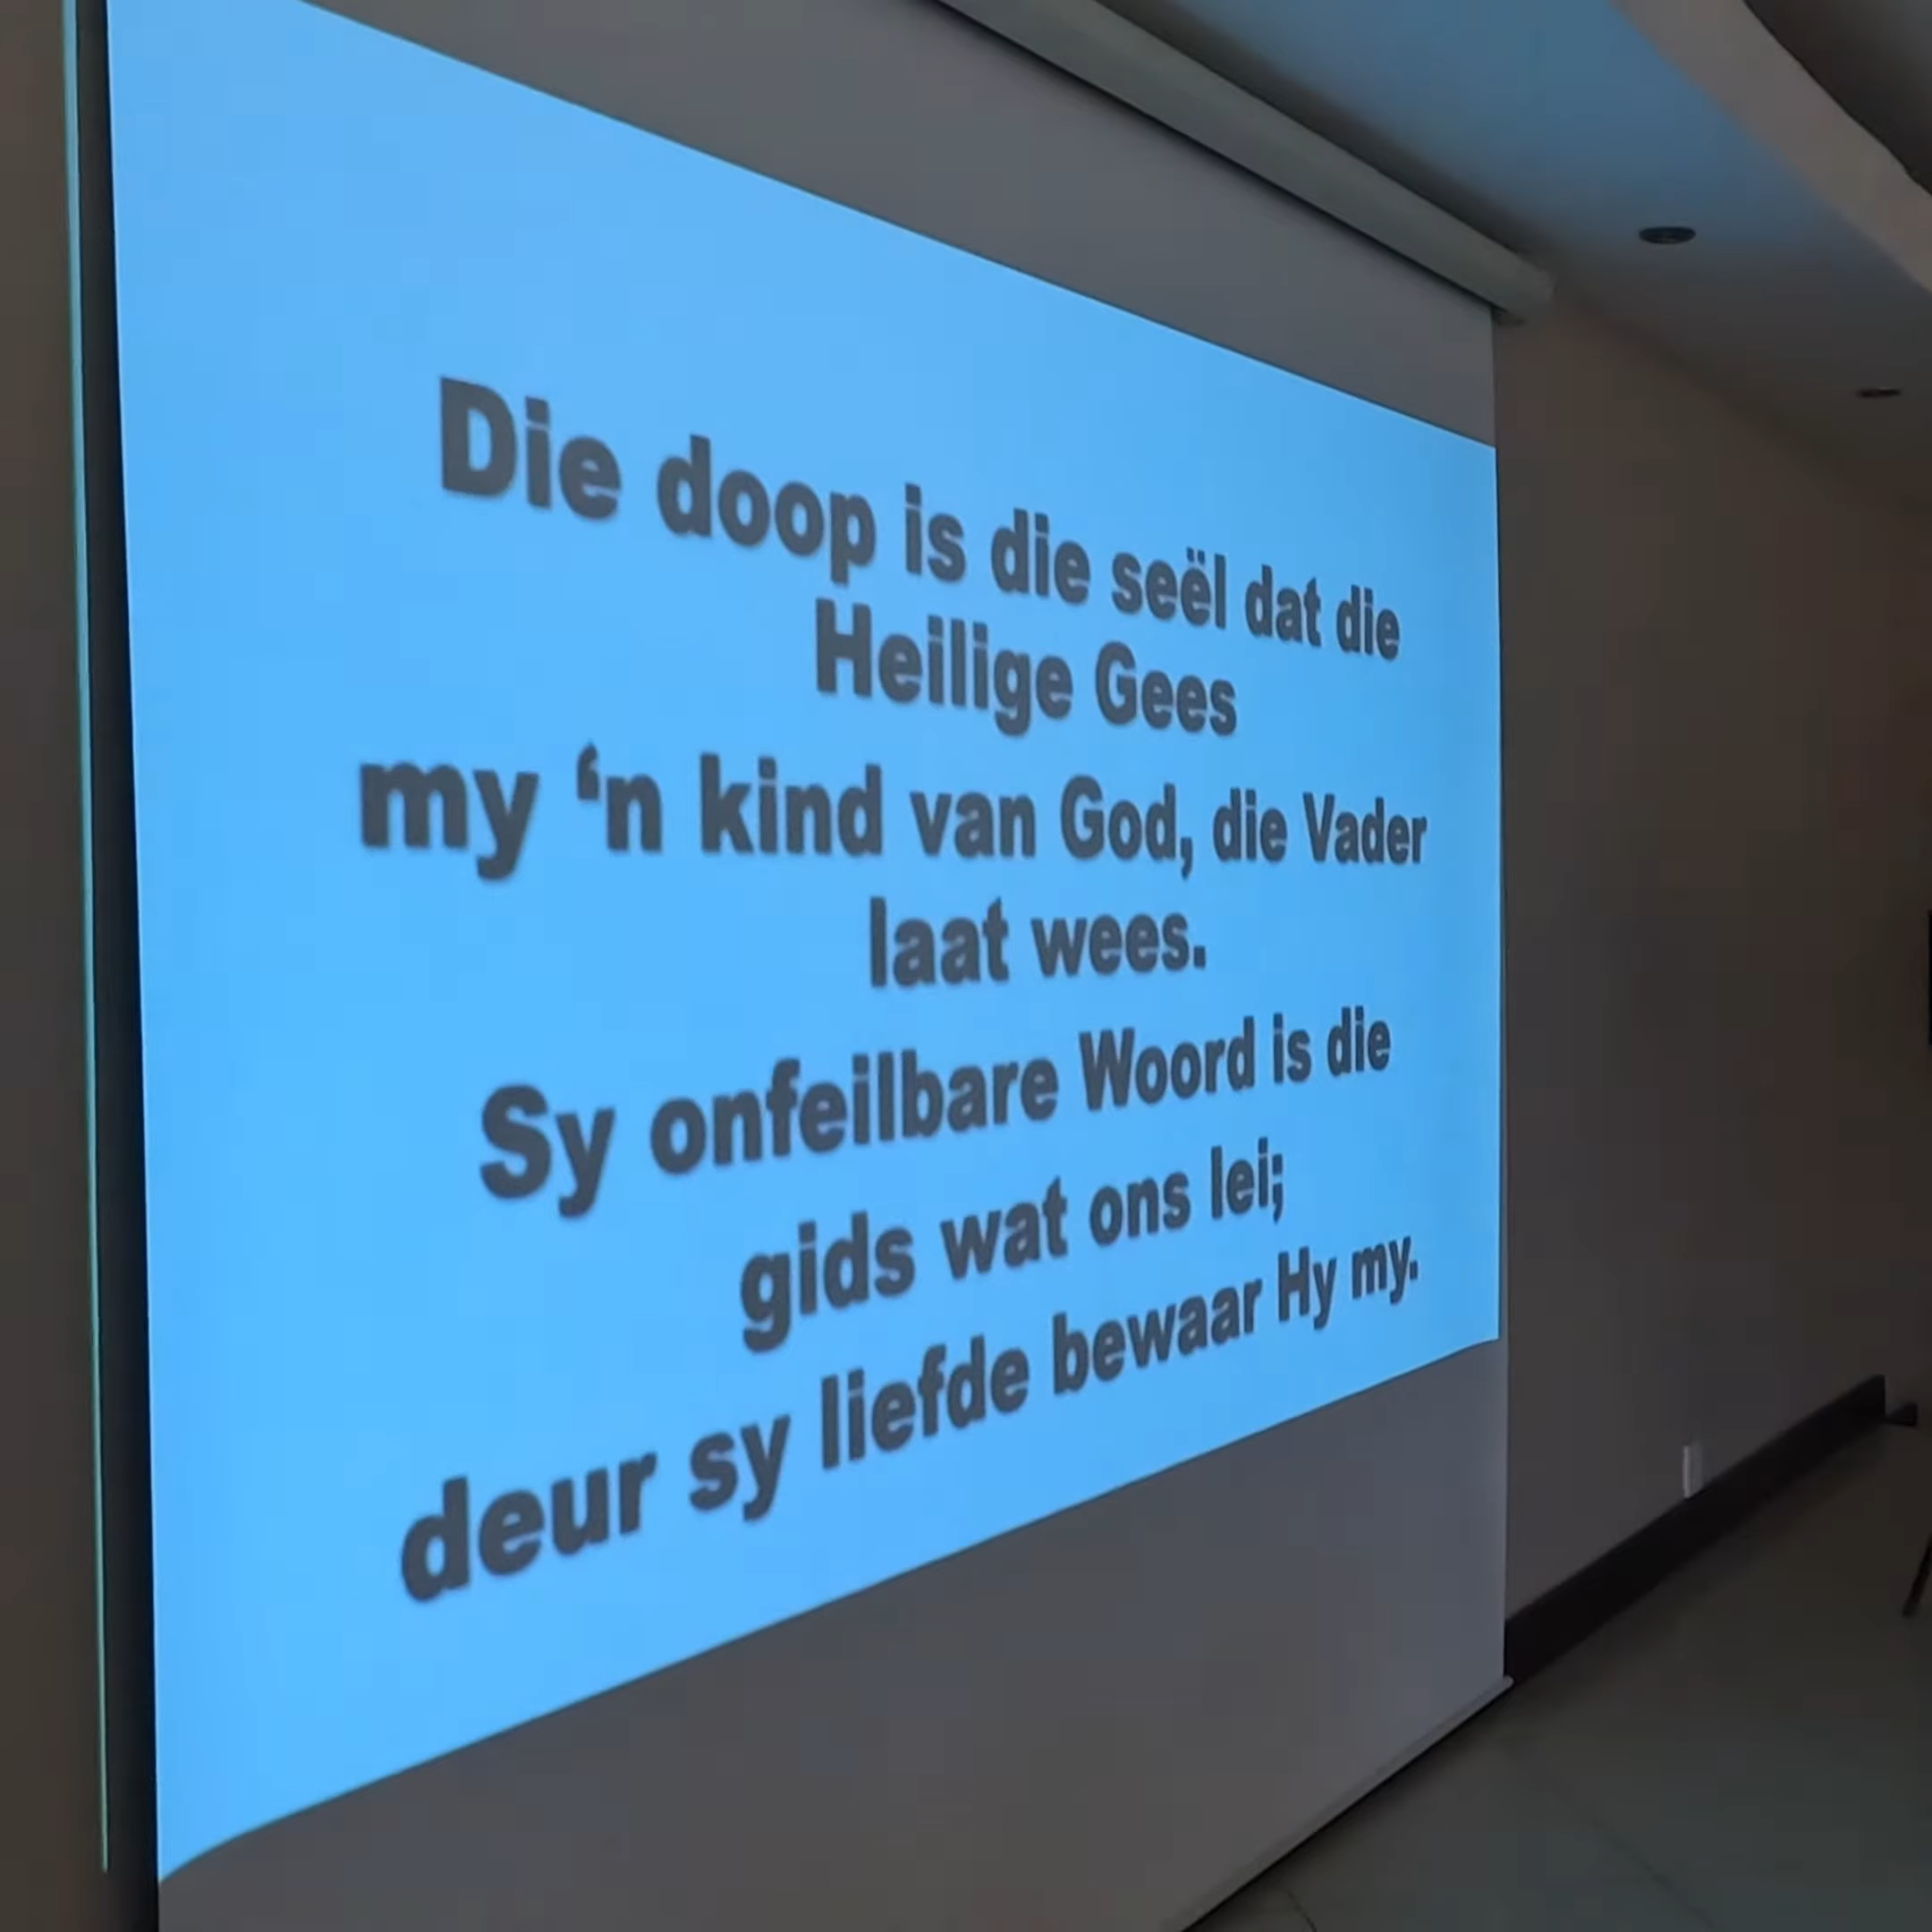 Die doop is die seël dat die
Heilige Gees
my ‘n kind van God, die Vader
laat wees.
Sy onfeilbare Woord is die
gids wat ons lei;
deur sy liefde bewaar Hy my.